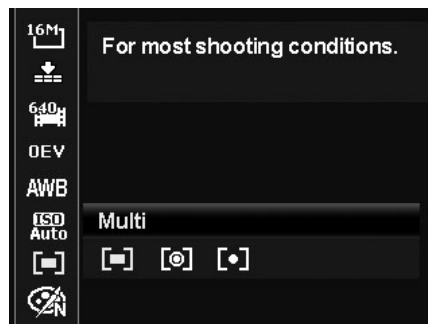 16M
For most shooting conditions.
640
0EV
AWB
ISO
Auto
Multi
N